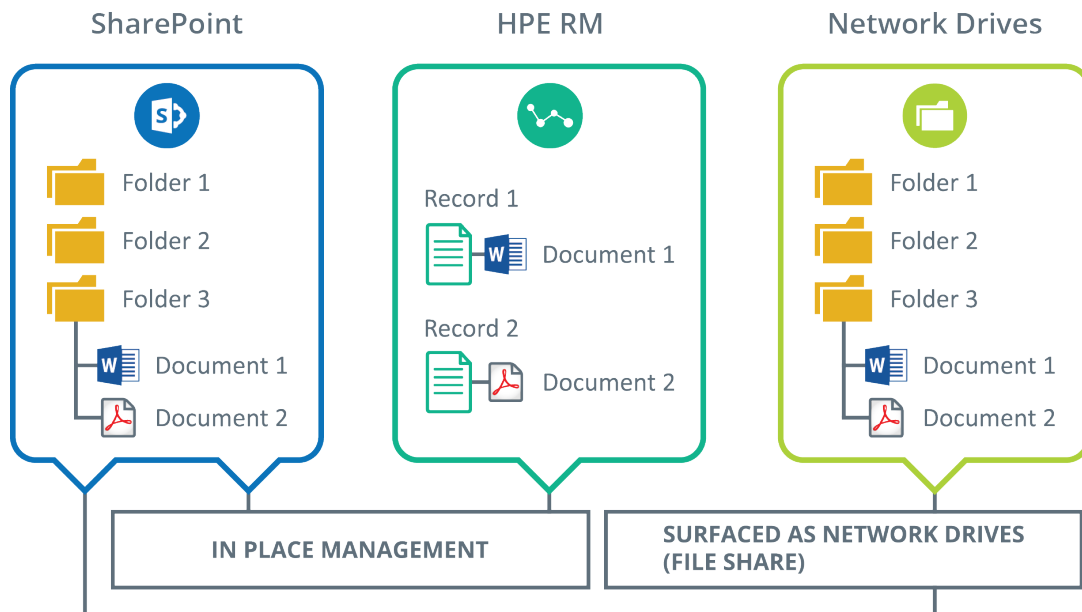 SharePoint
S
Folder 1
Folder 2
Folder 3
W
Document 1
Document 2
HPE RM
Record 1
W
Document 1
Record 2
Document 2
Network Drives
Folder 1
Folder 2
Folder 3
W
Document 1
Document 2
IN PLACE MANAGEMENT
SURFACED AS NETWORK DRIVES
(FILE SHARE)